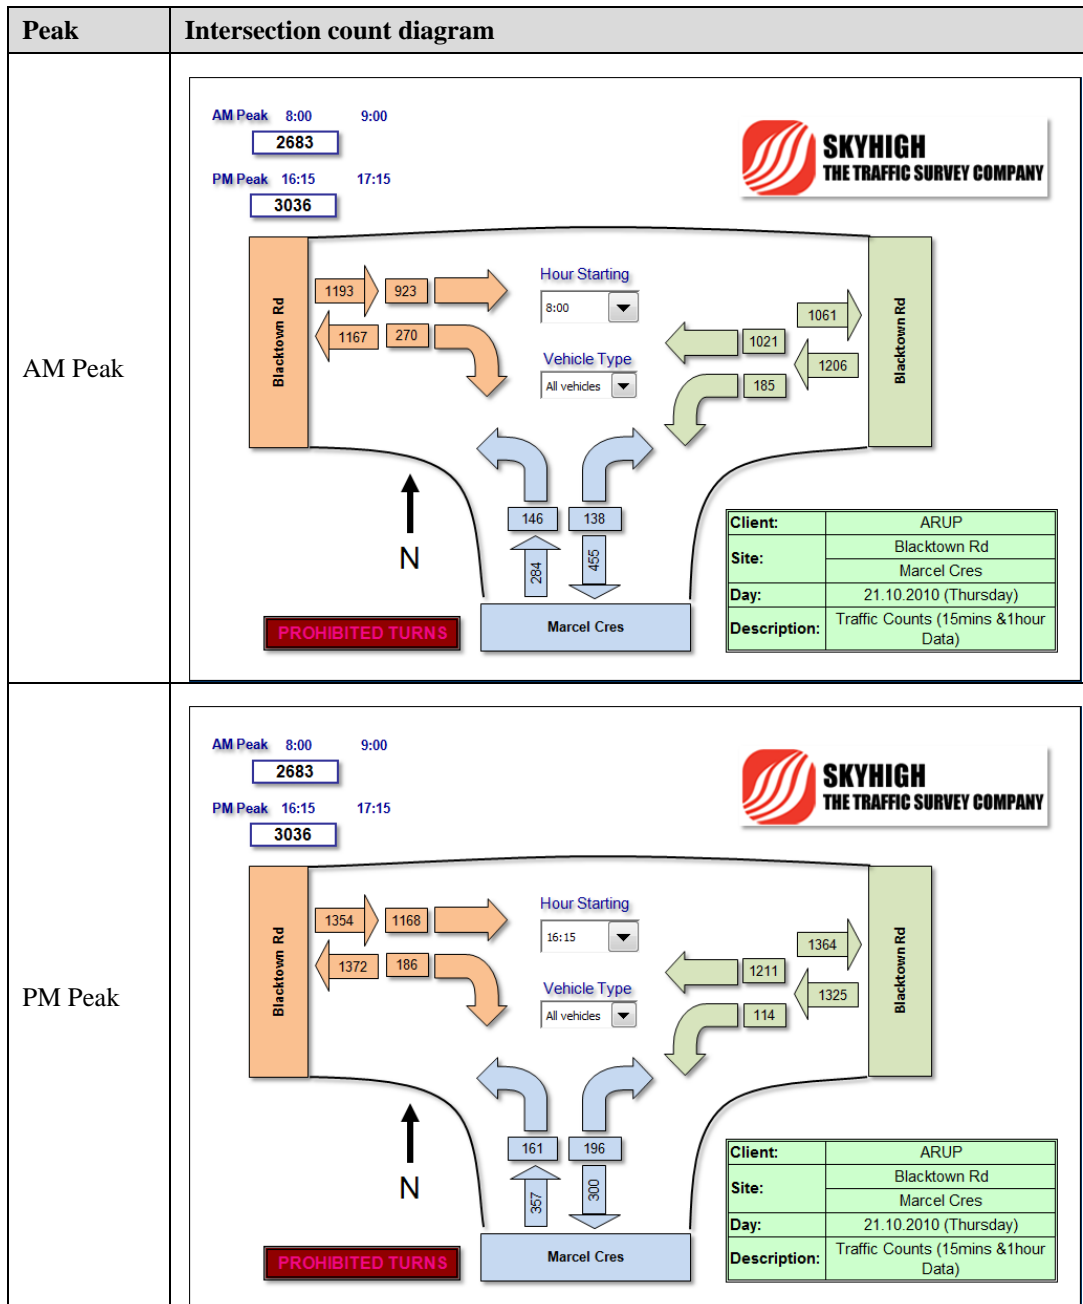 Peak Intersection count diagram
AM Peak
AM Peak 8:00 9:00
2683
PM Peak 16:15 17:15
3036
SKYHIGH
THE TRAFFIC SURVEY COMPANY
Blacktown Rd
1193 923
1167 270
Hour Starting
8:00
Vehicle Type
All vehicles
1061
1021
1206
185
Blacktown Rd
146 138
284 455
N
Marcel Cres
PROHIBITED TURNS
Client: ARUP
Site: Blacktown Rd
Marcel Cres
Day: 21.10.2010 (Thursday)
Description: Traffic Counts (15mins &1hour
Data)
PM Peak
AM Peak 8:00 9:00
2683
PM Peak 16:15 17:15
3036
SKYHIGH
THE TRAFFIC SURVEY COMPANY
Blacktown Rd
1354 1168
1372 186
Hour Starting
16:15
Vehicle Type
All vehicles
1364
1211
1325
114
Blacktown Rd
161 196
357 300
N
Marcel Cres
PROHIBITED TURNS
Client: ARUP
Site: Blacktown Rd
Marcel Cres
Day: 21.10.2010 (Thursday)
Description: Traffic Counts (15mins &1hour
Data)